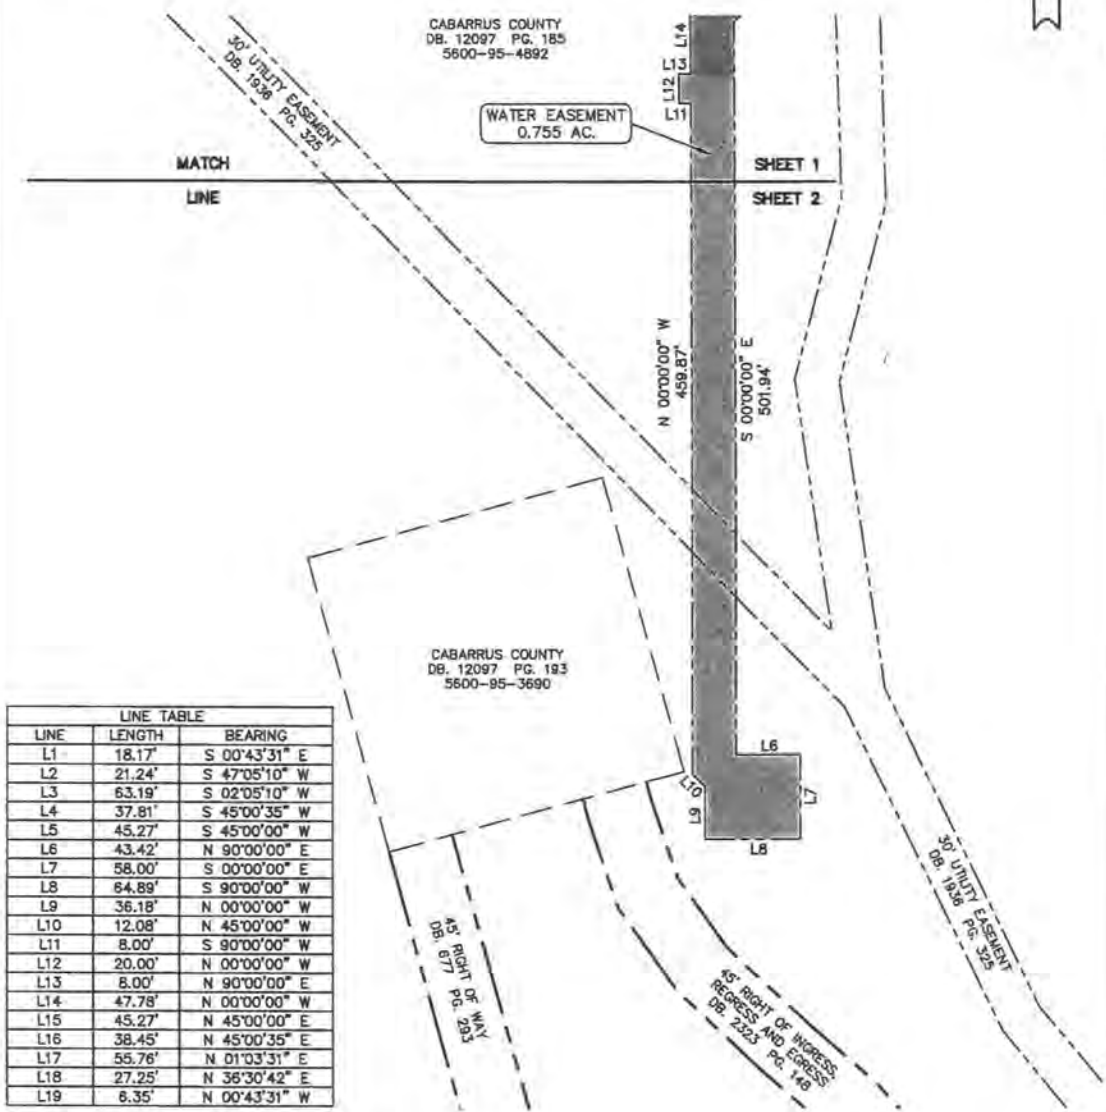 CABARRUS COUNTY
DB. 12097 PG. 185
5600-95-4892
L14
L13
L12
L11
30' UTILITY EASEMENT
DB. 1936 PG. 325
WATER EASEMENT
0.755 AC.
MATCH
LINE
SHEET 1
SHEET 2
N 00°00'00" W
459.87'
S 00°00'00" E
501.94'
CABARRUS COUNTY
DB. 12097 PG. 193
5600-95-3690
L6
L7
L8
L9
L10
30' UTILITY EASEMENT
DB. 1936 PG. 325
45' RIGHT OF WAY
DB. 677 PG. 293
45' RIGHT OF INGRESS,
REGRESS AND EGRESS
DB. 2323 PG. 148
LINE TABLE
LINE LENGTH BEARING
L1 18.17' S 00°43'31" E
L2 21.24' S 47°05'10" W
L3 63.19' S 02°05'10" W
L4 37.81' S 45°00'35" W
L5 45.27' S 45°00'00" W
L6 43.42' N 90°00'00" E
L7 58.00' S 00°00'00" E
L8 64.89' S 90°00'00" W
L9 36.18' N 00°00'00" W
L10 12.08' N 45°00'00" W
L11 8.00' S 90°00'00" W
L12 20.00' N 00°00'00" W
L13 8.00' N 90°00'00" E
L14 47.78' N 00°00'00" W
L15 45.27' N 45°00'00" E
L16 38.45' N 45°00'35" E
L17 55.76' N 01°03'31" E
L18 27.25' N 36°30'42" E
L19 6.35' N 00°43'31" W